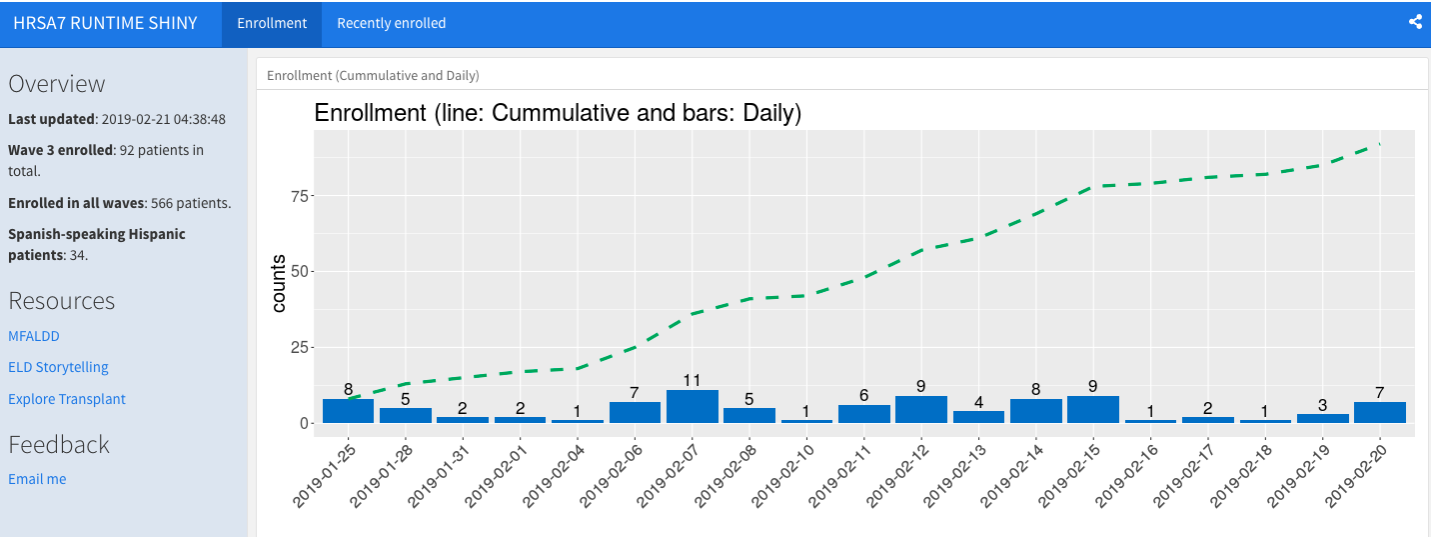 HRSA7 RUNTIME SHINY
Enrollment
Recently enrolled
Overview
Last updated: 2019-02-21 04:38:48
Wave 3 enrolled: 92 patients in
total.
Enrolled in all waves: 566 patients.
Spanish-speaking Hispanic
patients: 34.
Resources
MFALDD
ELD Storytelling
Explore Transplant
Feedback
Email me
Enrollment (Cummulative and Daily)
Enrollment (line: Cummulative and bars: Daily)
counts
75
50
25
0
8 5 2 2 1 7 11 5 1 6 9 4 8 9 1 2 1 3 7
2019-01-25
2019-01-28
2019-01-31
2019-02-01
2019-02-04
2019-02-06
2019-02-07
2019-02-08
2019-02-10
2019-02-11
2019-02-12
2019-02-13
2019-02-14
2019-02-15
2019-02-16
2019-02-17
2019-02-18
2019-02-19
2019-02-20